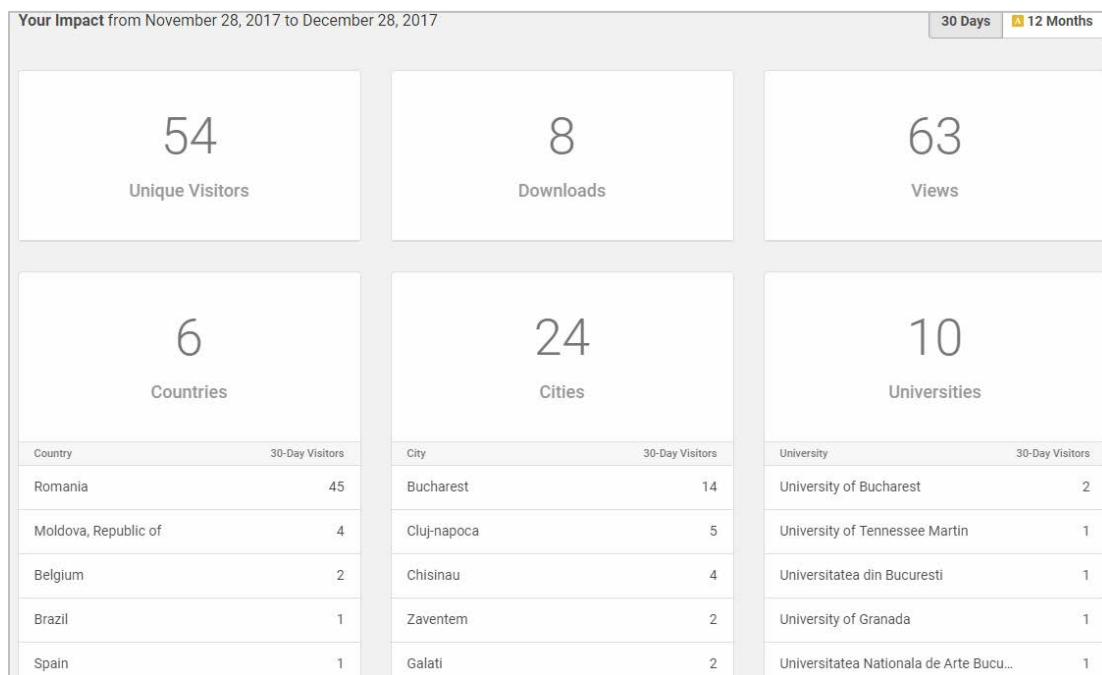 Your Impact from November 28, 2017 to December 28, 2017
30 Days
A 12 Months
54
Unique Visitors
8
Downloads
63
Views
6
Countries
24
Cities
10
Universities
Country 30-Day Visitors
Romania 45
Moldova, Republic of 4
Belgium 2
Brazil 1
Spain 1
City 30-Day Visitors
Bucharest 14
Cluj-napoca 5
Chisinau 4
Zaventem 2
Galati 2
University 30-Day Visitors
University of Bucharest 2
University of Tennessee Martin 1
Universitatea din Bucuresti 1
University of Granada 1
Universitatea Nationala de Arte Bucu... 1